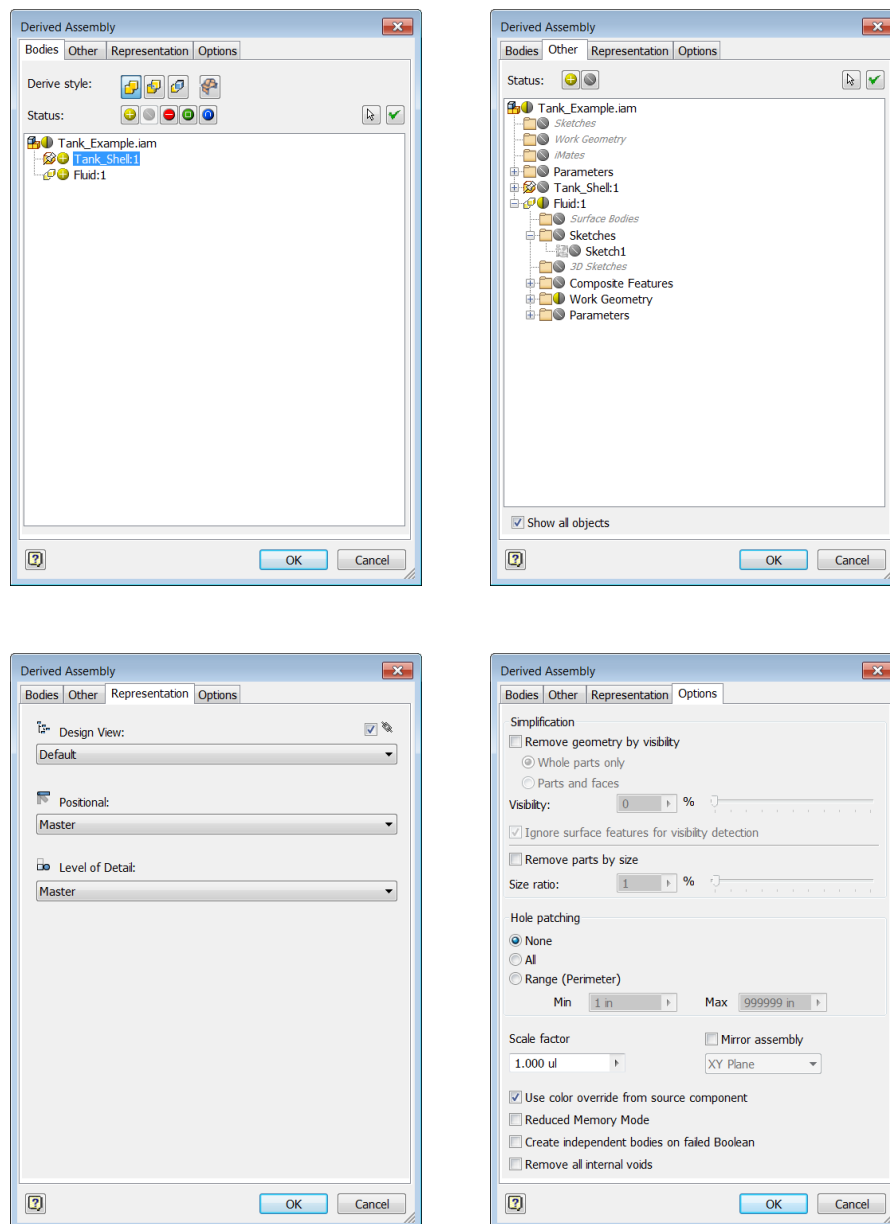 Derived Assembly
Bodies Other Representation Options
Derive style:
Status:
Tank_Example.iam
Tank_Shell:1
Fluid:1
OK Cancel
Derived Assembly
Bodies Other Representation Options
Status:
Tank_Example.iam
Sketches
Work Geometry
iMates
Parameters
Tank_Shell:1
Fluid:1
Surface Bodies
Sketches
Sketch1
3D Sketches
Composite Features
Work Geometry
Parameters
Show all objects
OK Cancel
Derived Assembly
Bodies Other Representation Options
Design View:
Default
Positional:
Master
Level of Detail:
Master
OK Cancel
Derived Assembly
Bodies Other Representation Options
Simplification
Remove geometry by visibility
Whole parts only
Parts and faces
Visibility: 0 %
Ignore surface features for visibility detection
Remove parts by size
Size ratio: 1 %
Hole patching
None
All
Range (Perimeter)
Min 1 in Max 999999 in
Scale factor Mirror assembly
1.000 ul XY Plane
Use color override from source component
Reduced Memory Mode
Create independent bodies on failed Boolean
Remove all internal voids
OK Cancel